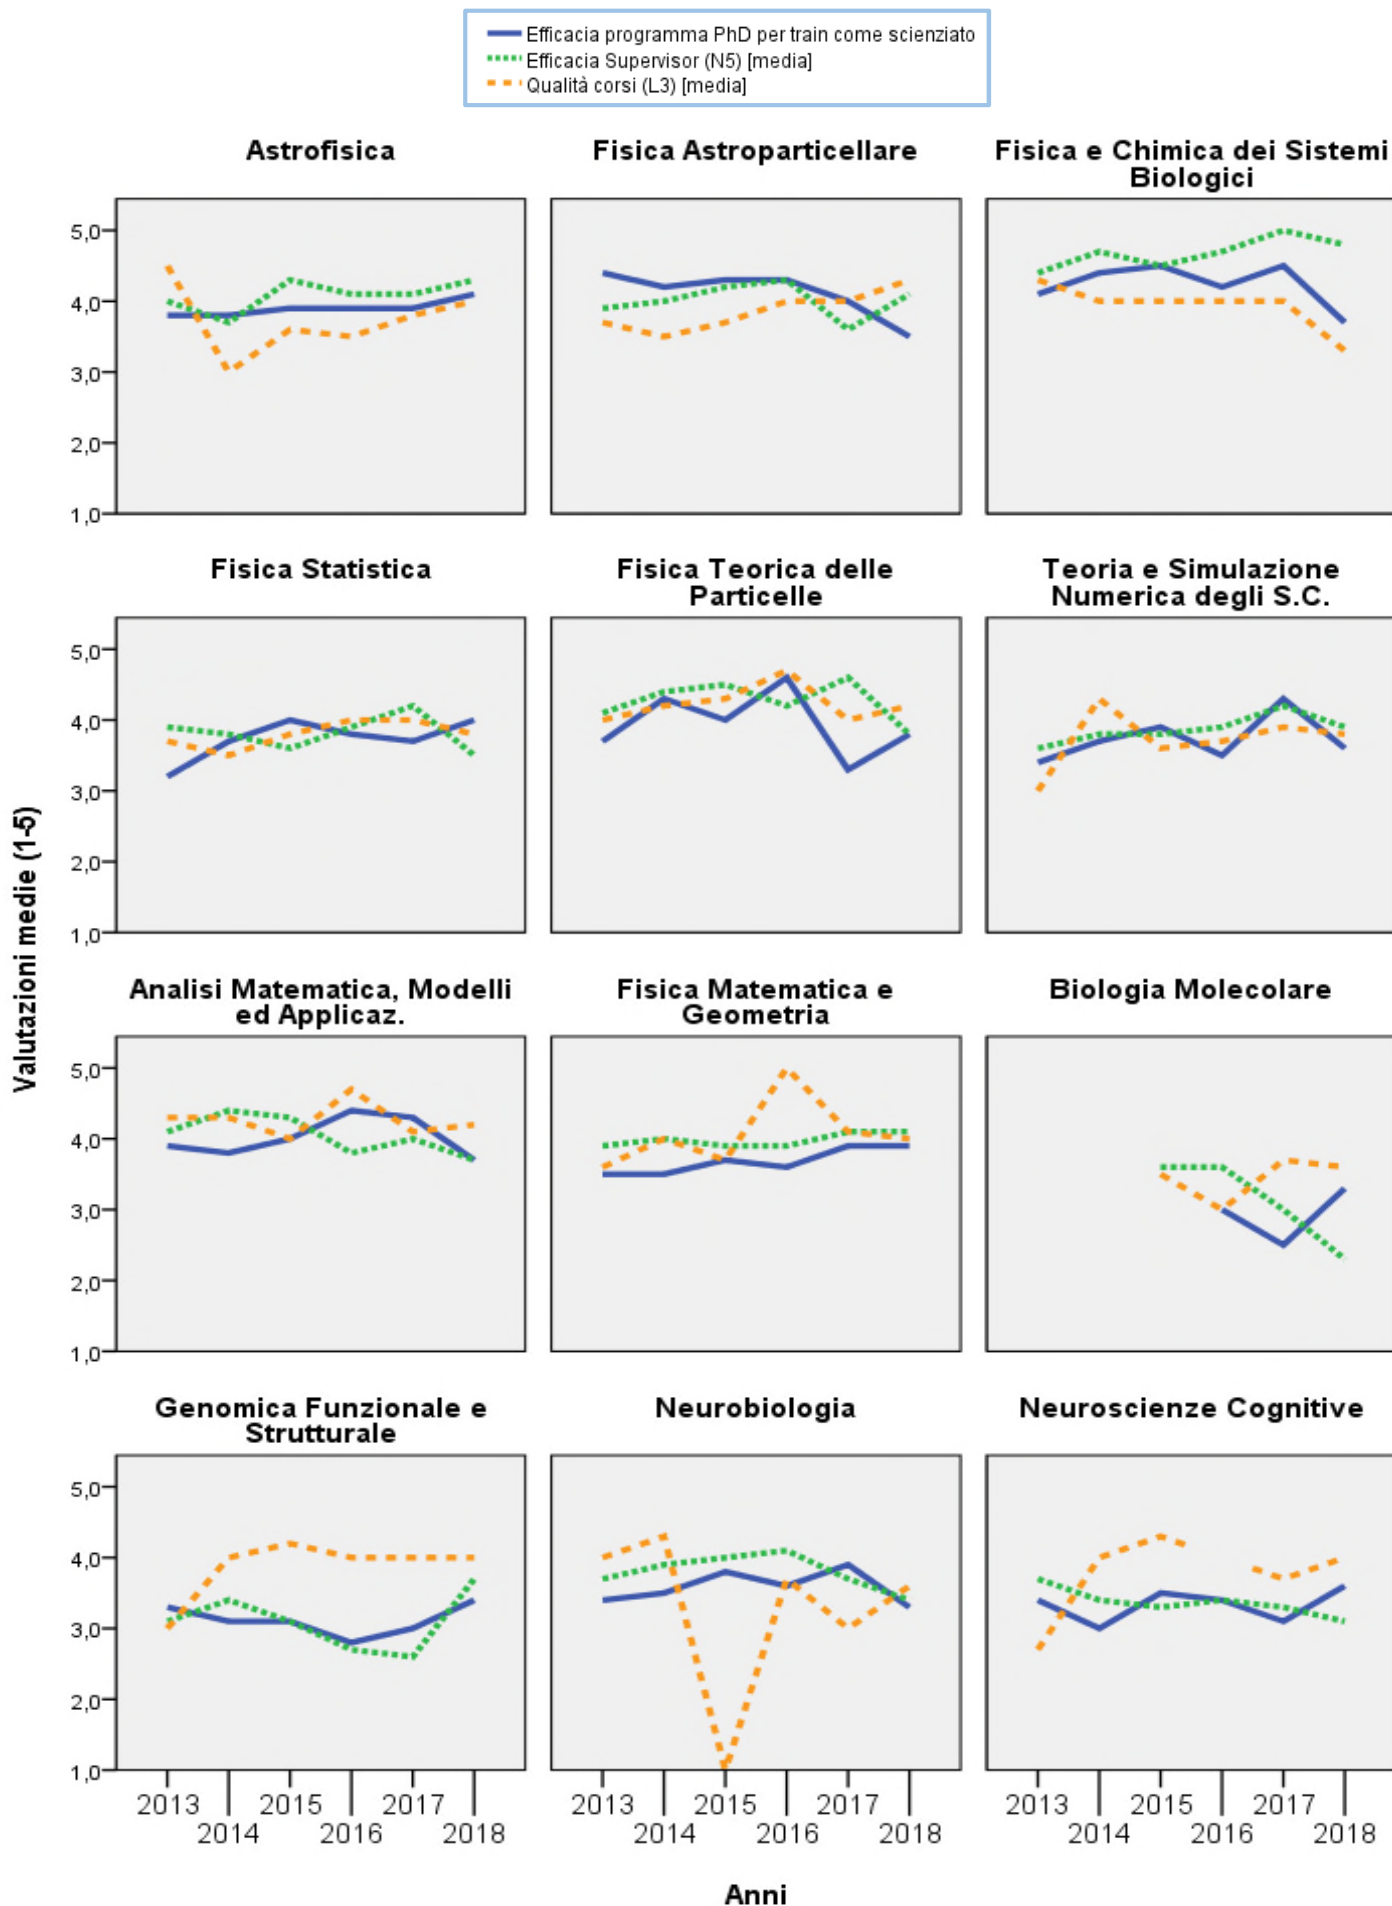 Efficacia programma PhD per train come scienziato
Efficacia Supervisor (N5) [media]
Qualità corsi (L3) [media]
Astrofisica
Fisica Astroparticellare
Fisica e Chimica dei Sistemi
Biologici
5,0
4,0
3,0
2,0
1,0
Fisica Statistica
Fisica Teorica delle
Particelle
Teoria e Simulazione
Numerica degli S.C.
5,0
4,0
3,0
2,0
1,0
Valutazioni medie (1-5)
Analisi Matematica, Modelli
ed Applicaz.
Fisica Matematica e
Geometria
Biologia Molecolare
5,0
4,0
3,0
2,0
1,0
Genomica Funzionale e
Strutturale
Neurobiologia
Neuroscienze Cognitive
5,0
4,0
3,0
2,0
1,0
2013 2015 2017
2014 2016 2018
2013 2015 2017
2014 2016 2018
2013 2015 2017
2014 2016 2018
Anni